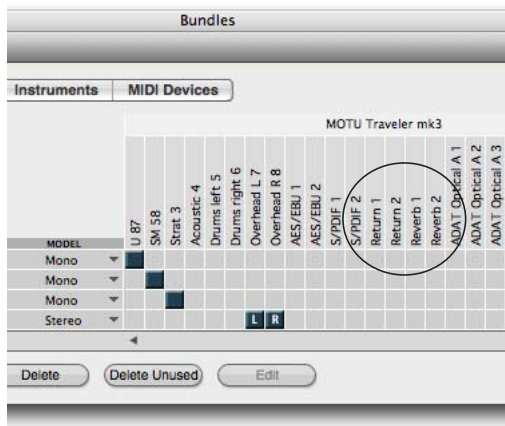 Bundles
Instruments
MIDI Devices
MOTU Traveler mk3
MODEL
U 87
SM 58
Strat 3
Acoustic 4
Drums left 5
Drums right 6
Overhead L 7
Overhead R 8
AES/EBU 1
AES/EBU 2
S/PDIF 1
S/PDIF 2
Return 1
Return 2
Reverb 1
Reverb 2
ADAT Optical A 1
ADAT Optical A 2
ADAT Optical A 3
Mono
Mono
Mono
Stereo
L R
Delete
Delete Unused
Edit